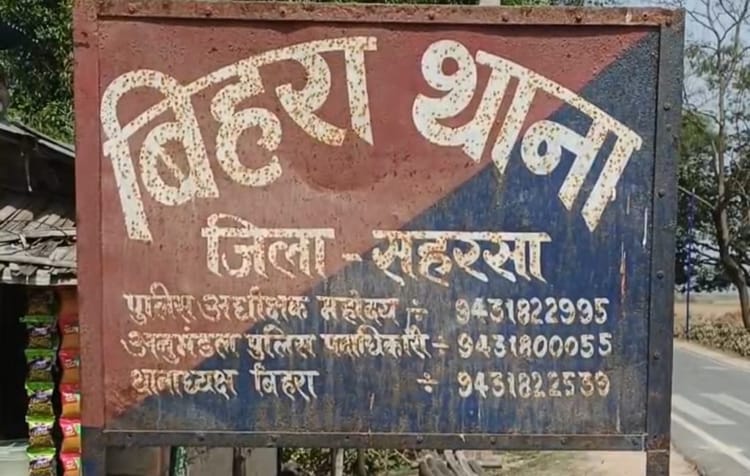 बिहरा थाना
जिला - सहरसा
पुलिस अधीक्षक महोदय ÷ 9431822995
अनुमंडल पुलिस पदाधिकारी ÷ 9431800055
थानाध्यक्ष बिहरा ÷ 9431822539